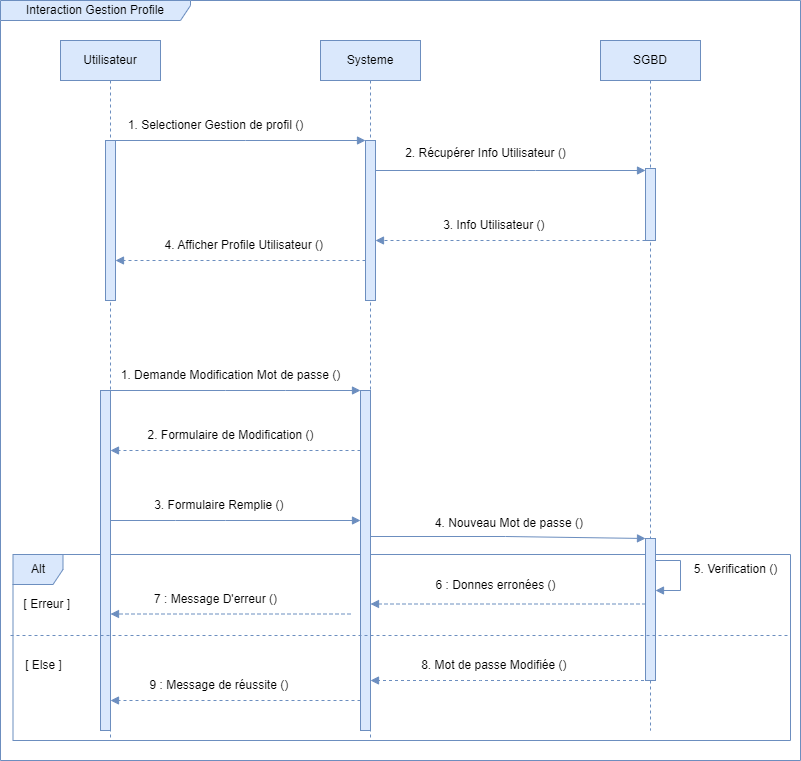 Interaction Gestion Profile
Utilisateur
Systeme
SGBD
1. Selectioner Gestion de profil ()
2. Récupérer Info Utilisateur ()
3. Info Utilisateur ()
4. Afficher Profile Utilisateur ()
1. Demande Modification Mot de passe ()
2. Formulaire de Modification ()
3. Formulaire Remplie ()
4. Nouveau Mot de passe ()
Alt
5. Verification ()
6 : Donnes erronées ()
7 : Message D'erreur ()
[ Erreur ]
[ Else ]
8. Mot de passe Modifiée ()
9 : Message de réussite ()